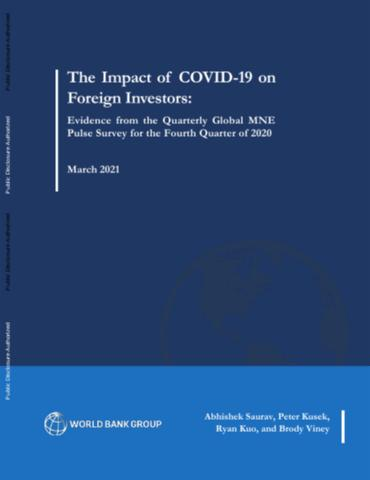 The Impact of COVID-19 on
Foreign Investors:
Evidence from the Quarterly Global MNE
Pulse Survey for the Fourth Quarter of 2020
March 2021
Abhishek Saurav, Peter Kusek,
Ryan Kuo, and Brody Viney
WORLD BANK GROUP
Public Disclosure Authorized
Public Disclosure Authorized
Public Disclosure Authorized
Public Disclosure Authorized